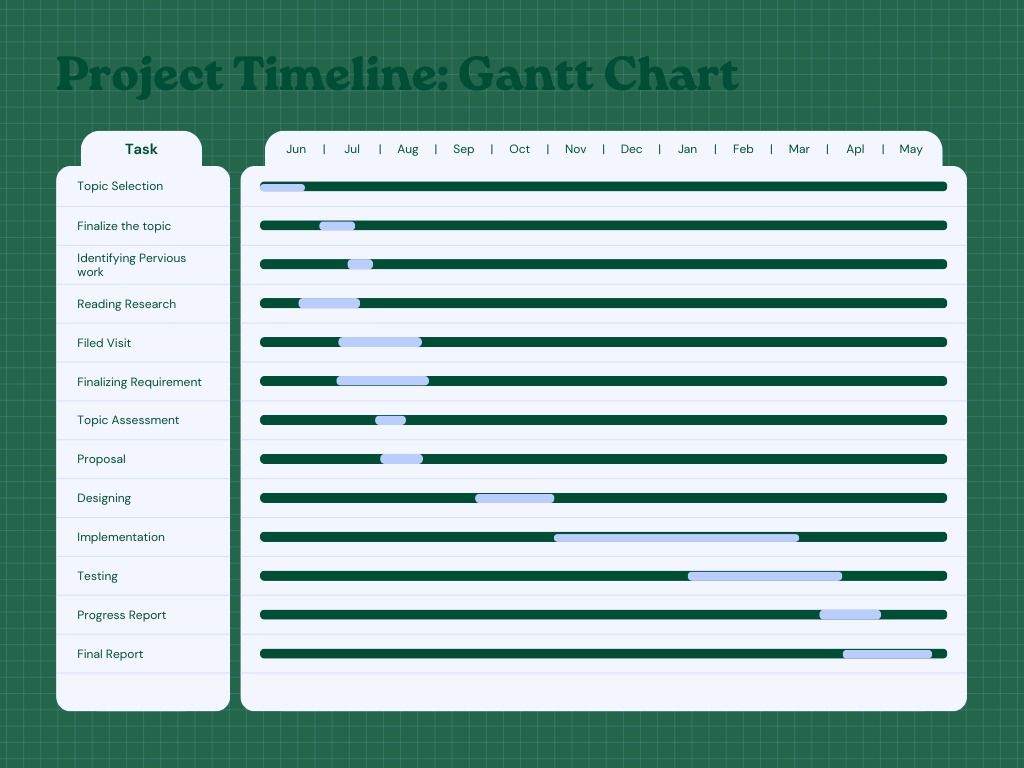 Project Timeline: Gantt Chart
Task
Jun | Jul | Aug | Sep | Oct | Nov | Dec | Jan | Feb | Mar | Apl | May
Topic Selection
Finalize the topic
Identifying Pervious
work
Reading Research
Filed Visit
Finalizing Requirement
Topic Assessment
Proposal
Designing
Implementation
Testing
Progress Report
Final Report